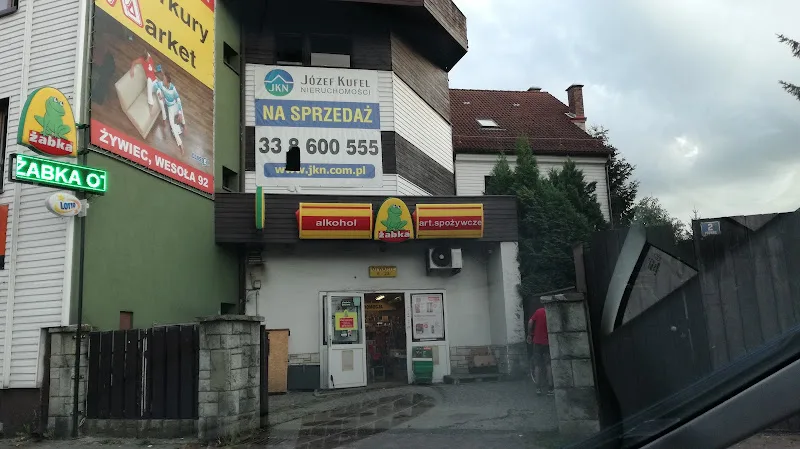 kury
arket
ŻYWIEC, WESOŁA 92
żabka
ŻABKA OT
LOTTO
JKN
JÓZEF KUFEL
NIERUCHOMOŚCI
NA SPRZEDAŻ
33 8 600 555
www.jkn.com.pl
alkohol
żabka
art.spożywcze
2